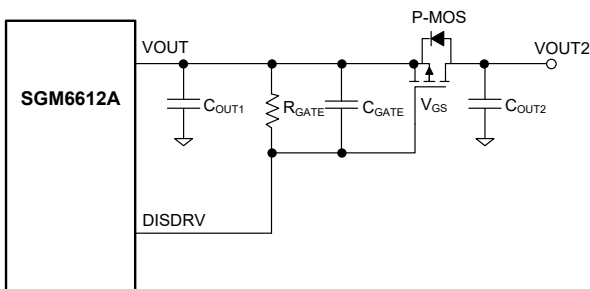 P-MOS
VOUT
VOUT2
SGM6612A
COUT1
RGATE
CGATE
VGS
COUT2
DISDRV